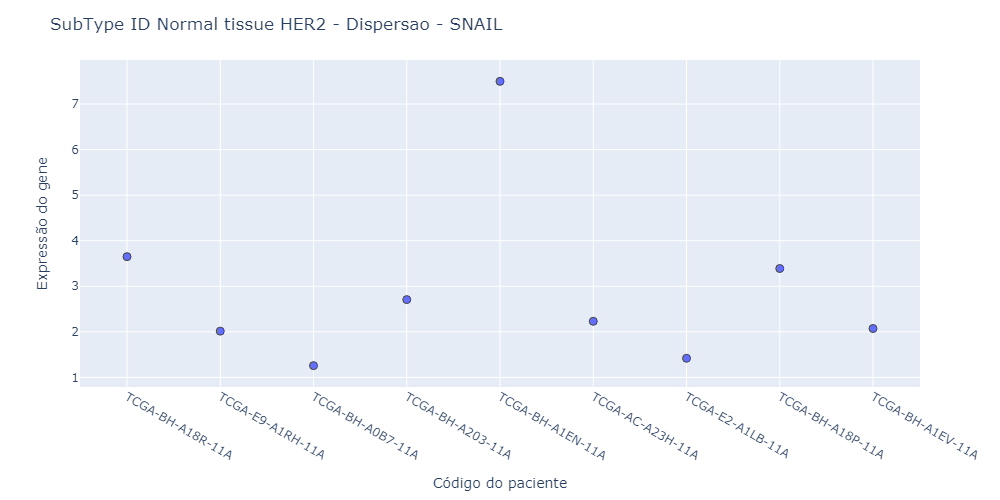 SubType ID Normal tissue HER2 - Dispersao - SNAIL
Expressão do gene
7
6
5
4
3
2
1
TCGA-BH-A18R-11A
TCGA-E9-A1RH-11A
TCGA-BH-A0B7-11A
TCGA-BH-A203-11A
TCGA-BH-A1EN-11A
TCGA-AC-A23H-11A
TCGA-E2-A1LB-11A
TCGA-BH-A18P-11A
TCGA-BH-A1EV-11A
Código do paciente